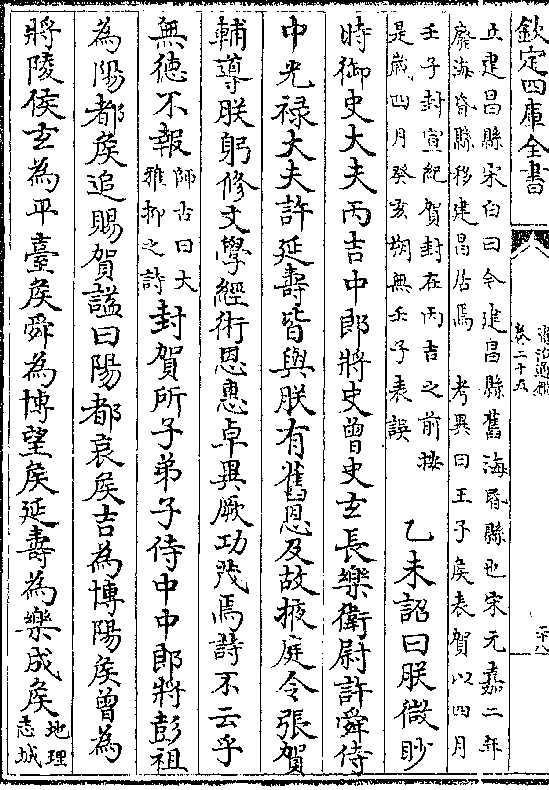 欽定四庫全書
資治通鑑
卷二十五
丘建昌縣宋白曰今建昌縣舊海昏縣也宋元嘉二年
廢海昏縣移建昌居焉　考異曰王子侯表賀以四月
壬子封宣紀賀封在丙吉之前按
是歲四月癸亥朔無壬子表誤
乙未詔曰朕微眇
時御史大夫丙吉中郎將史曾史玄長樂衛尉許舜侍
中光禄大夫許延壽皆與朕有舊恩及故掖庭令張賀
輔導朕躬修文學經術恩惠卓異厥功茂焉詩不云乎
無德不報
師古曰大
雅抑之詩
封賀所子弟子侍中中郎將彭祖
為陽都侯追賜賀諡曰陽都哀侯吉為博陽侯曾為
將陵侯玄為平臺侯舜為博望侯延壽為樂成侯
地理
志城